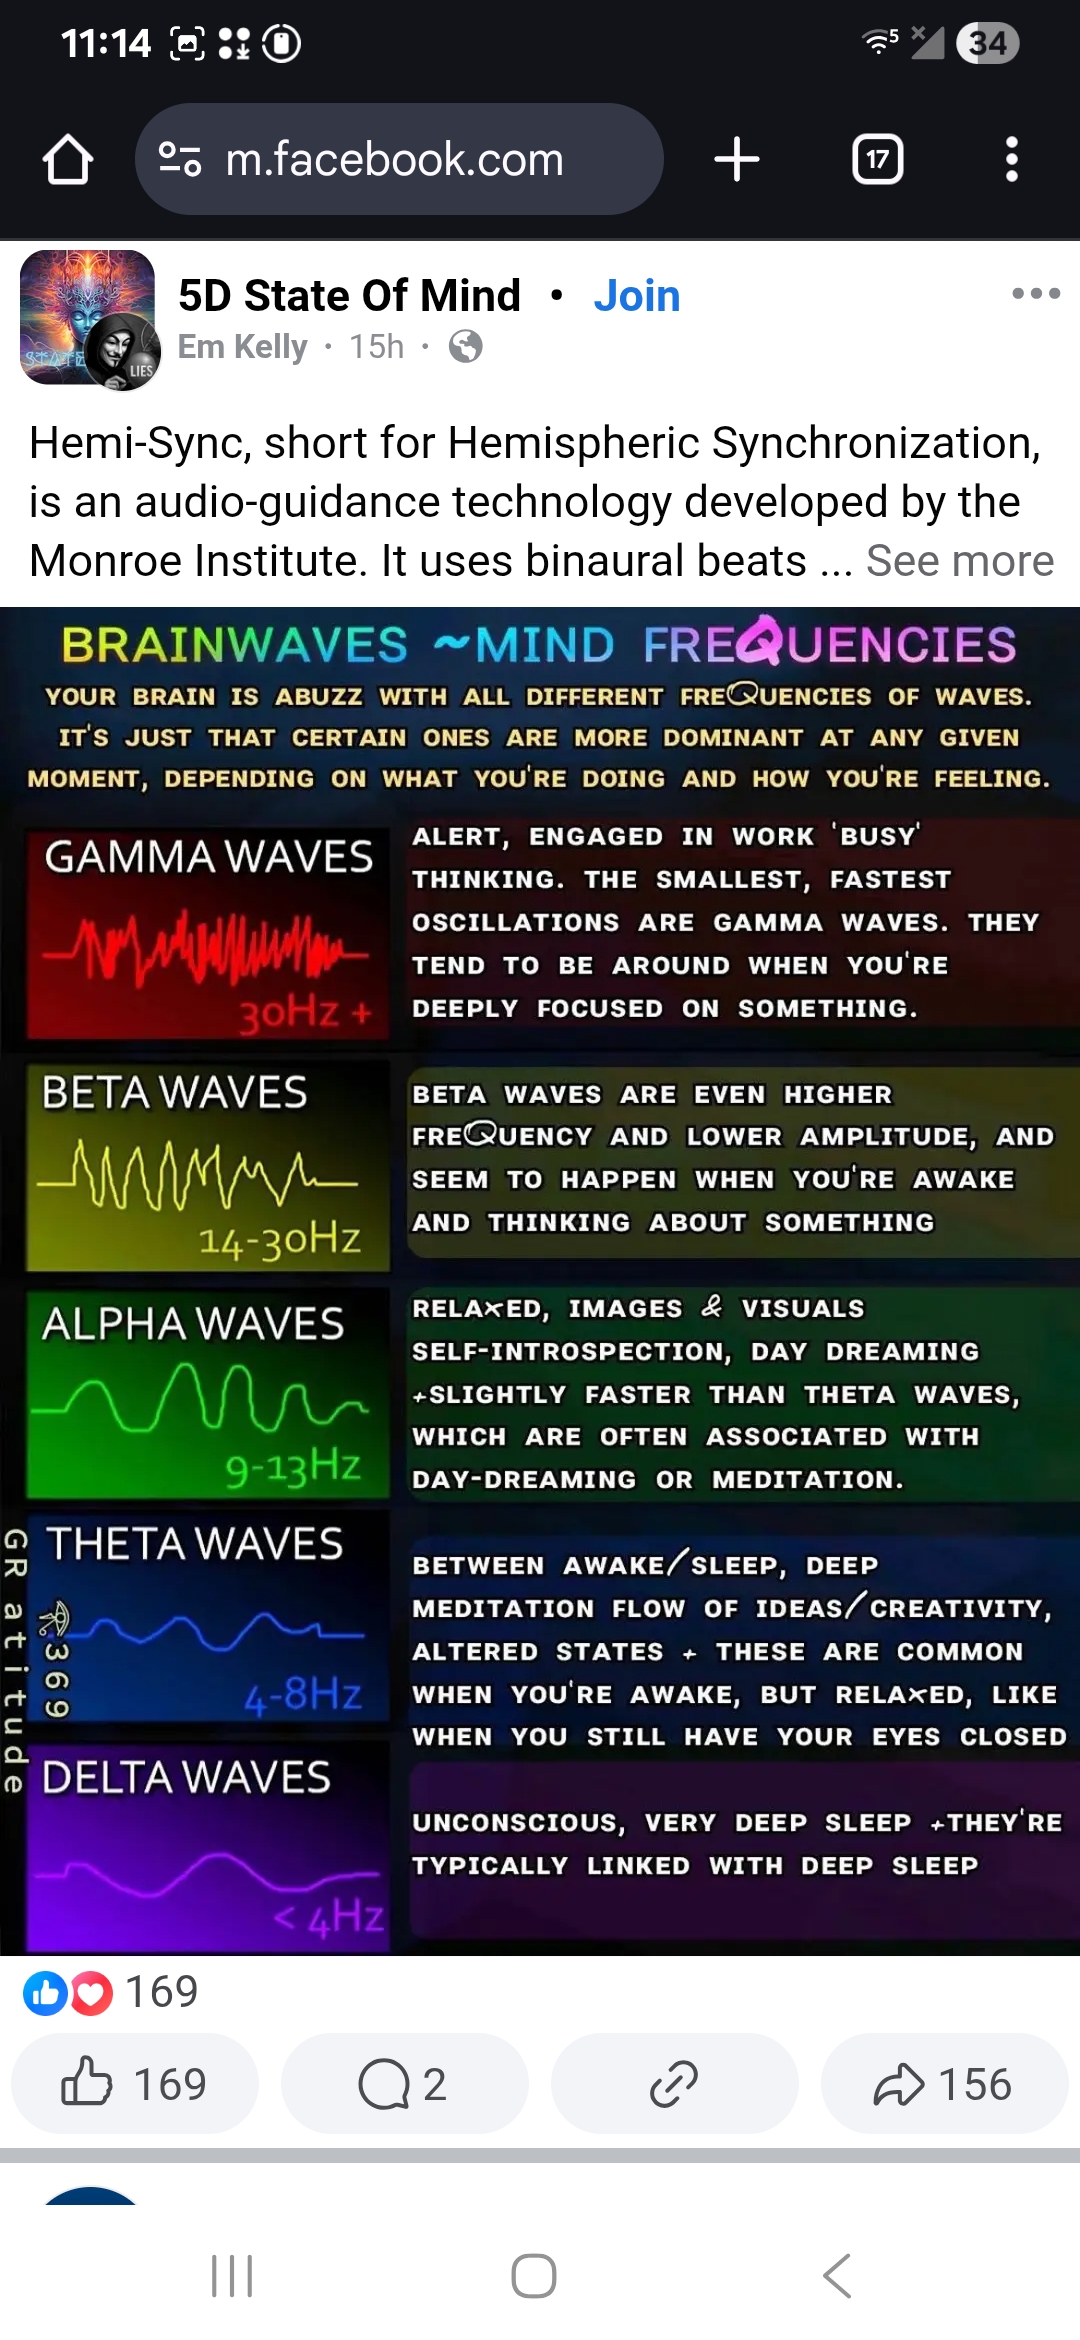 11:14
5
34
m.facebook.com
17
5D State Of Mind • Join
STATE
LIES
Em Kelly · 15h ·
Hemi-Sync, short for Hemispheric Synchronization,
is an audio-guidance technology developed by the
Monroe Institute. It uses binaural beats ... See more
BRAINWAVES ~MIND FREQUENCIES
YOUR BRAIN IS ABUZZ WITH ALL DIFFERENT FREQUENCIES OF WAVES.
IT'S JUST THAT CERTAIN ONES ARE MORE DOMINANT AT ANY GIVEN
MOMENT, DEPENDING ON WHAT YOU'RE DOING AND HOW YOU'RE FEELING.
GAMMA WAVES
30Hz +
ALERT, ENGAGED IN WORK 'BUSY'
THINKING. THE SMALLEST, FASTEST
OSCILLATIONS ARE GAMMA WAVES. THEY
TEND TO BE AROUND WHEN YOU'RE
DEEPLY FOCUSED ON SOMETHING.
BETA WAVES
14-30Hz
BETA WAVES ARE EVEN HIGHER
FREQUENCY AND LOWER AMPLITUDE, AND
SEEM TO HAPPEN WHEN YOU'RE AWAKE
AND THINKING ABOUT SOMETHING
ALPHA WAVES
9-13Hz
RELAXED, IMAGES & VISUALS
SELF-INTROSPECTION, DAY DREAMING
+SLIGHTLY FASTER THAN THETA WAVES,
WHICH ARE OFTEN ASSOCIATED WITH
DAY-DREAMING OR MEDITATION.
THETA WAVES
4-8Hz
BETWEEN AWAKE/SLEEP, DEEP
MEDITATION FLOW OF IDEAS/CREATIVITY,
ALTERED STATES + THESE ARE COMMON
WHEN YOU'RE AWAKE, BUT RELAXED, LIKE
WHEN YOU STILL HAVE YOUR EYES CLOSED
GRatitude
369
DELTA WAVES
< 4Hz
UNCONSCIOUS, VERY DEEP SLEEP +THEY'RE
TYPICALLY LINKED WITH DEEP SLEEP
169
169 2 156